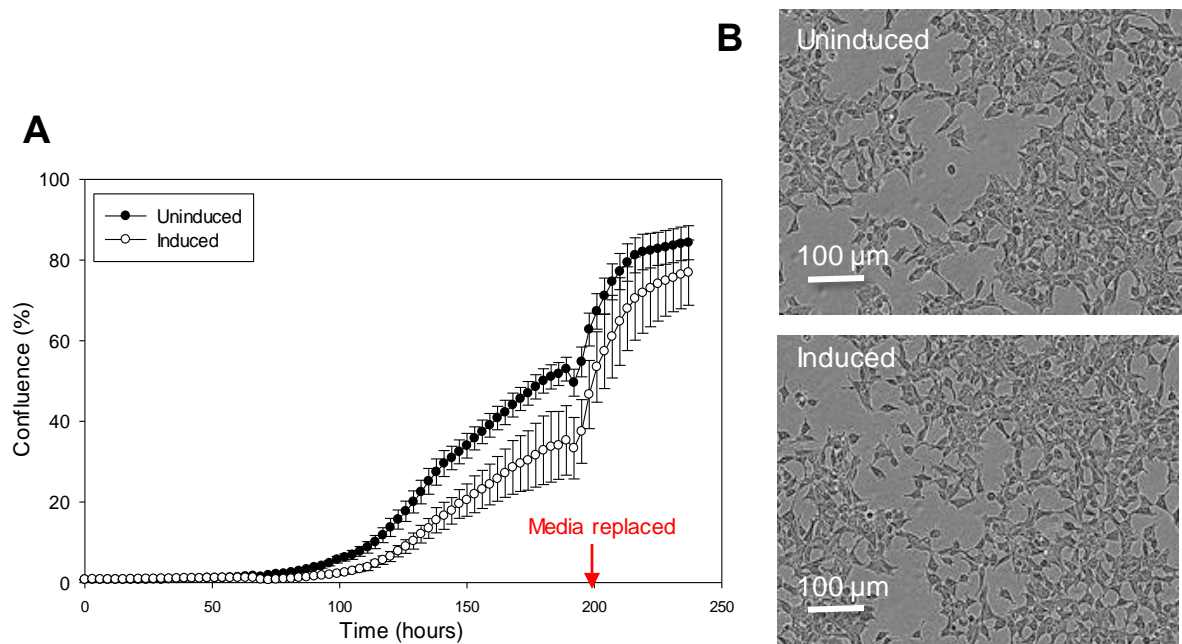 B
Uninduced
100 µm
A
100
80
60
40
20
0
Confluence (%)
Uninduced
Induced
Media replaced
0 50 100 150 200 250
Time (hours)
Induced
100 µm